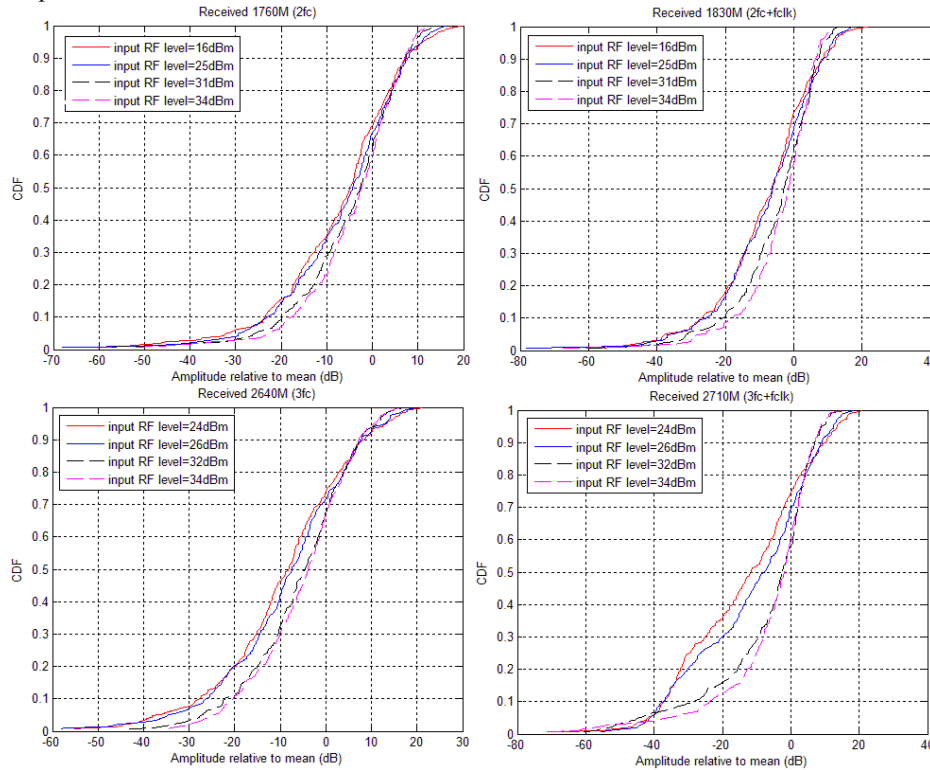 Received 1760M (2fc)
input RF level=16dBm
input RF level=25dBm
input RF level=31dBm
input RF level=34dBm
CDF
1
0.9
0.8
0.7
0.6
0.5
0.4
0.3
0.2
0.1
0
-68 -60 -50 -40 -30 -20 -10 0 10 20
Amplitude relative to mean (dB)
Received 1830M (2fc+fclk)
input RF level=16dBm
input RF level=25dBm
input RF level=31dBm
input RF level=34dBm
CDF
1
0.9
0.8
0.7
0.6
0.5
0.4
0.3
0.2
0.1
0
-80 -60 -40 -20 0 20 40
Amplitude relative to mean (dB)
Received 2640M (3fc)
input RF level=24dBm
input RF level=26dBm
input RF level=32dBm
input RF level=34dBm
CDF
1
0.9
0.8
0.7
0.6
0.5
0.4
0.3
0.2
0.1
0
-60 -50 -40 -30 -20 -10 0 10 20 30
Amplitude relative to mean (dB)
Received 2710M (3fc+fclk)
input RF level=24dBm
input RF level=26dBm
input RF level=32dBm
input RF level=34dBm
CDF
1
0.9
0.8
0.7
0.6
0.5
0.4
0.3
0.2
0.1
0
-80 -60 -40 -20 0 20 40
Amplitude relative to mean (dB)